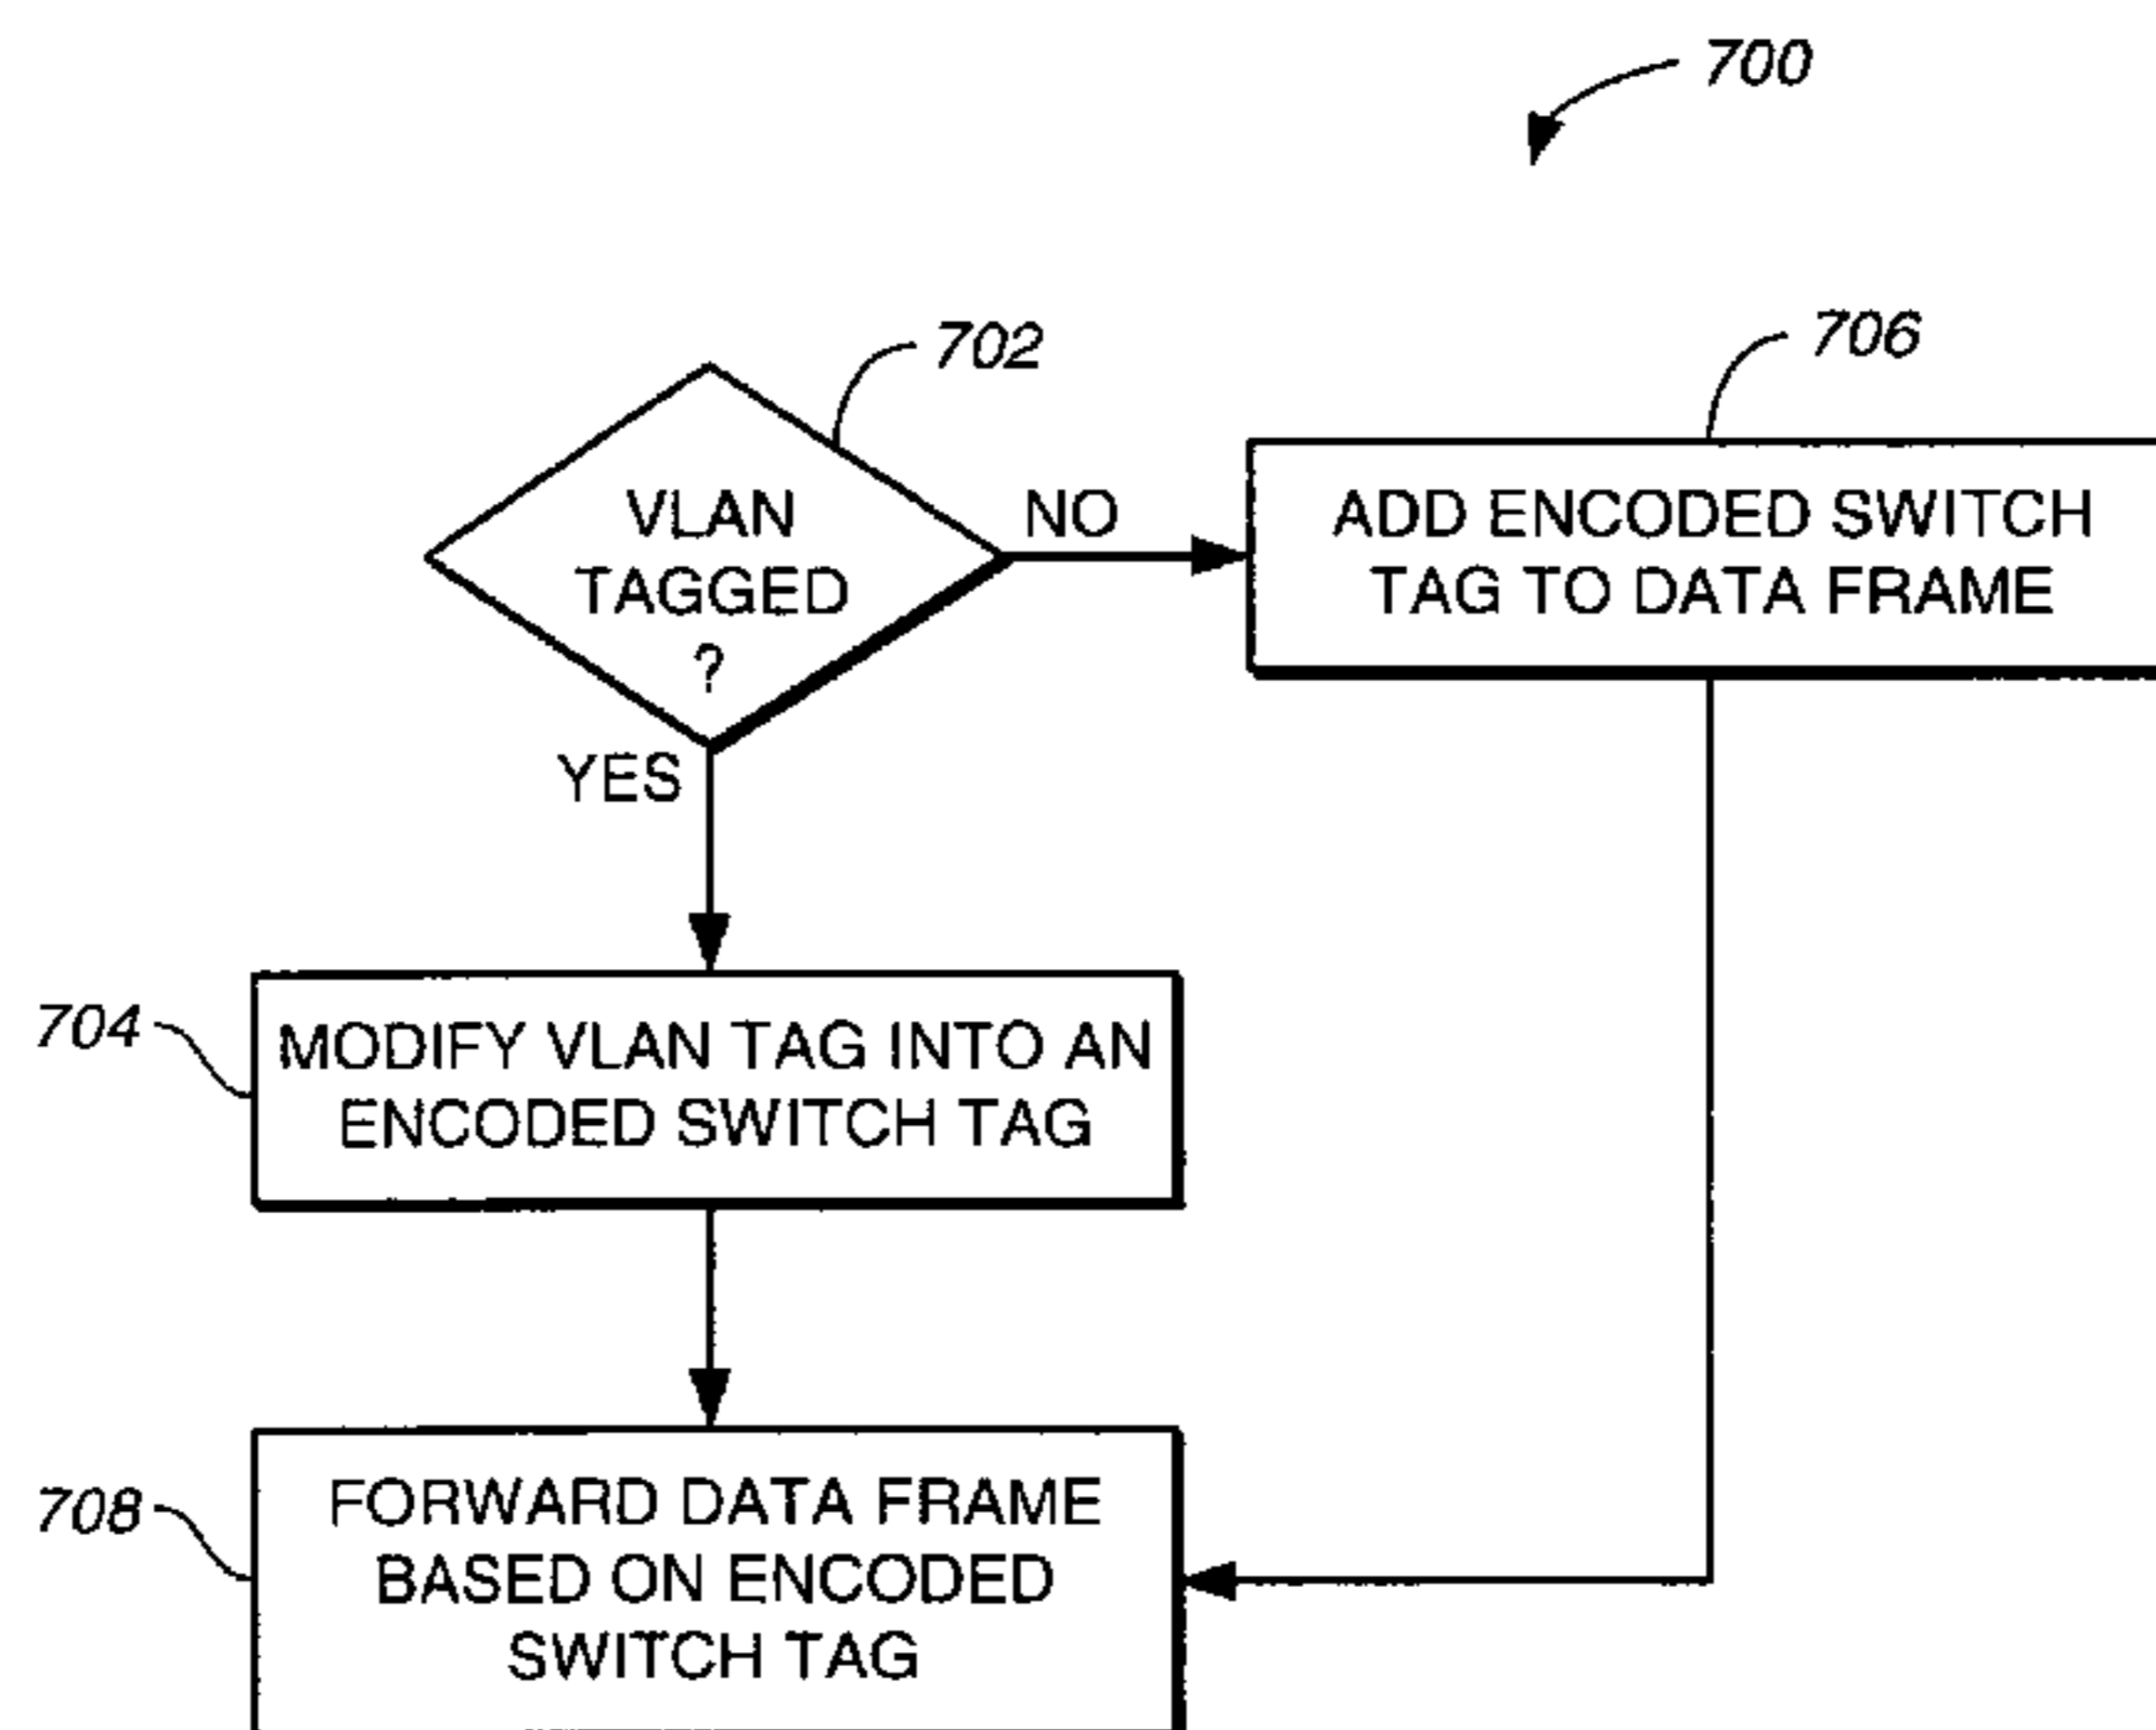 700
702
706
VLAN
TAGGED
?
NO
ADD ENCODED SWITCH
TAG TO DATA FRAME
YES
704
MODIFY VLAN TAG INTO AN
ENCODED SWITCH TAG
708
FORWARD DATA FRAME
BASED ON ENCODED
SWITCH TAG